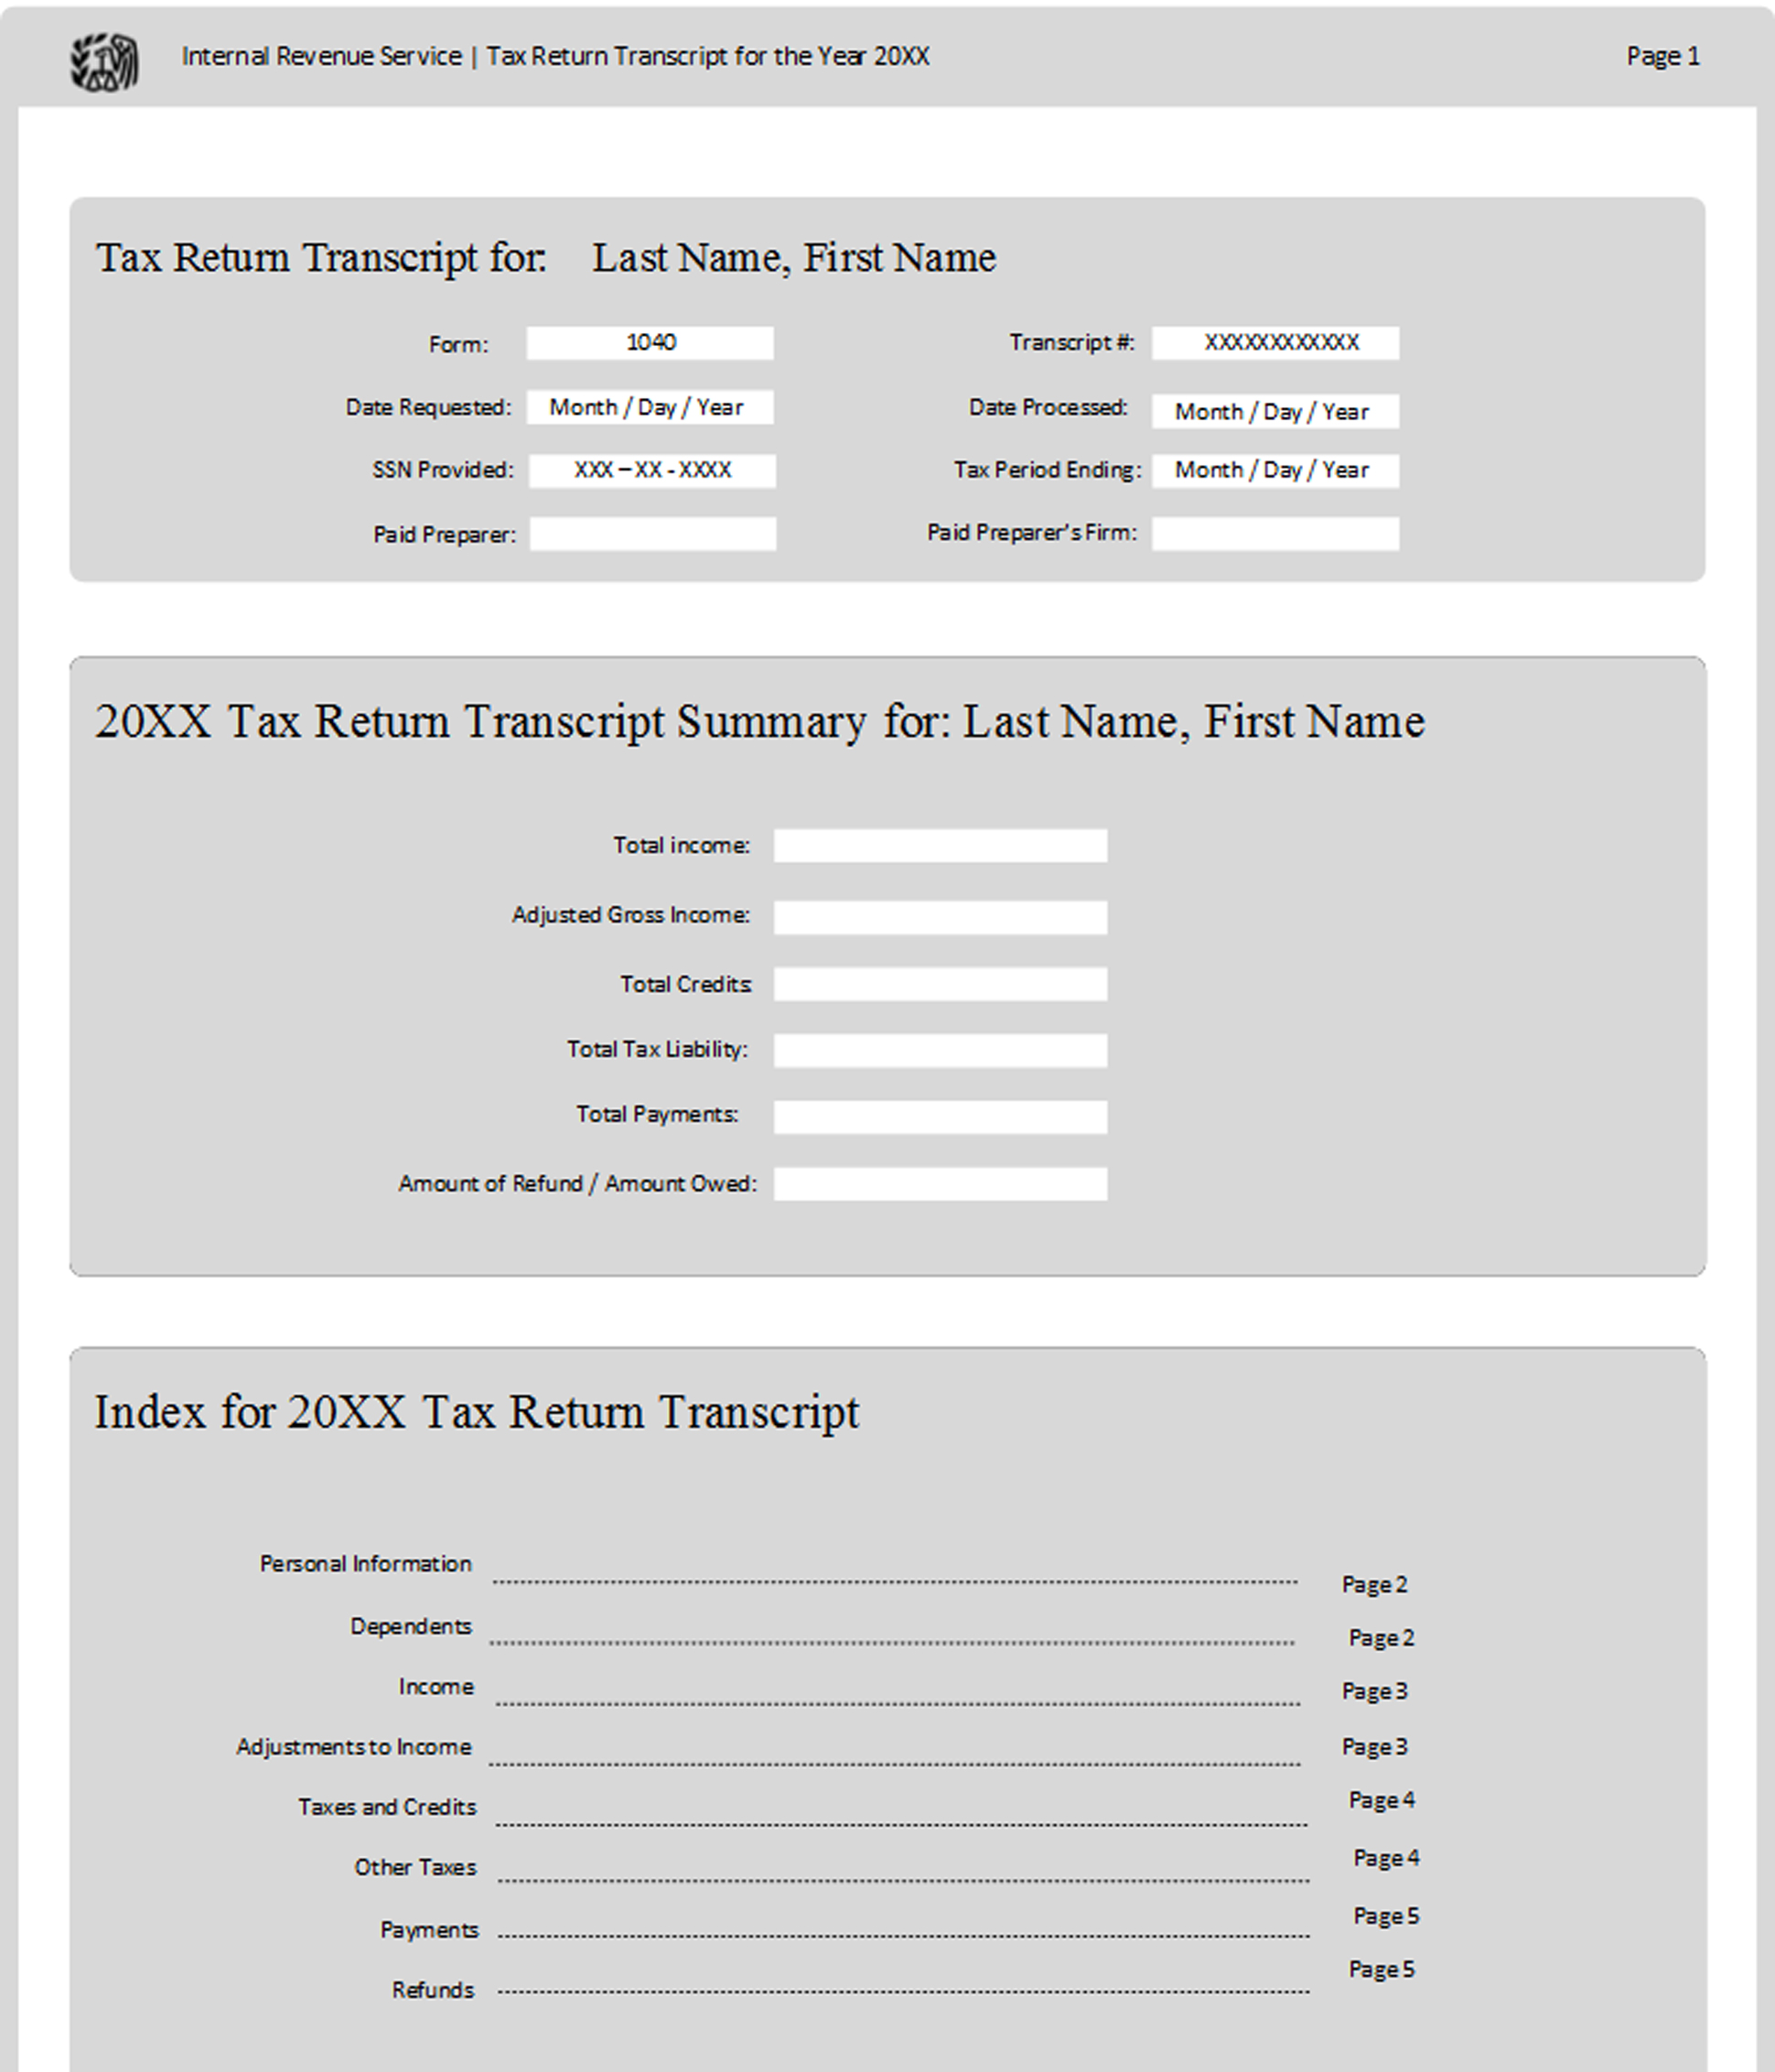 Internal Revenue Service | Tax Return Transcript for the Year 20XX Page 1
Tax Return Transcript for: Last Name, First Name
Form: 1040 Transcript #: XXXXXXXXXXXX
Date Requested: Month / Day / Year Date Processed: Month / Day / Year
SSN Provided: XXX – XX - XXXX Tax Period Ending: Month / Day / Year
Paid Preparer: Paid Preparer's Firm:
20XX Tax Return Transcript Summary for: Last Name, First Name
Total income:
Adjusted Gross Income:
Total Credits:
Total Tax Liability:
Total Payments:
Amount of Refund / Amount Owed:
Index for 20XX Tax Return Transcript
Personal Information Page 2
Dependents Page 2
Income Page 3
Adjustments to Income Page 3
Taxes and Credits Page 4
Other Taxes Page 4
Payments Page 5
Refunds Page 5